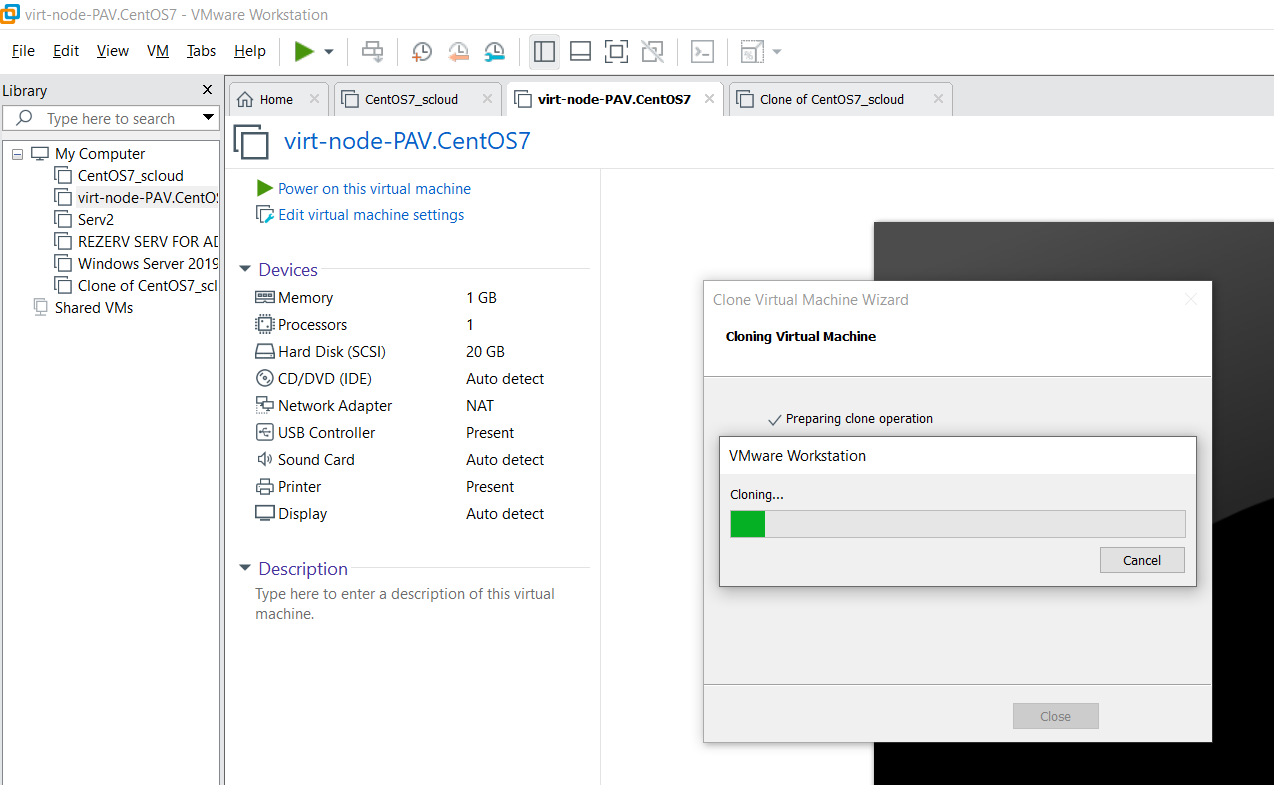 virt-node-PAV.CentOS7 - VMware Workstation
File Edit View VM Tabs Help
Library
Type here to search
My Computer
CentOS7_scloud
virt-node-PAV.CentOS
Serv2
REZERV SERV FOR AD
Windows Server 2019
Clone of CentOS7_scl
Shared VMs
Home CentOS7_scloud virt-node-PAV.CentOS7 Clone of CentOS7_scloud
virt-node-PAV.CentOS7
Power on this virtual machine
Edit virtual machine settings
Devices
Memory 1 GB
Processors 1
Hard Disk (SCSI) 20 GB
CD/DVD (IDE) Auto detect
Network Adapter NAT
USB Controller Present
Sound Card Auto detect
Printer Present
Display Auto detect
Description
Type here to enter a description of this virtual
machine.
Clone Virtual Machine Wizard
Cloning Virtual Machine
Preparing clone operation
VMware Workstation
Cloning...
Cancel
Close